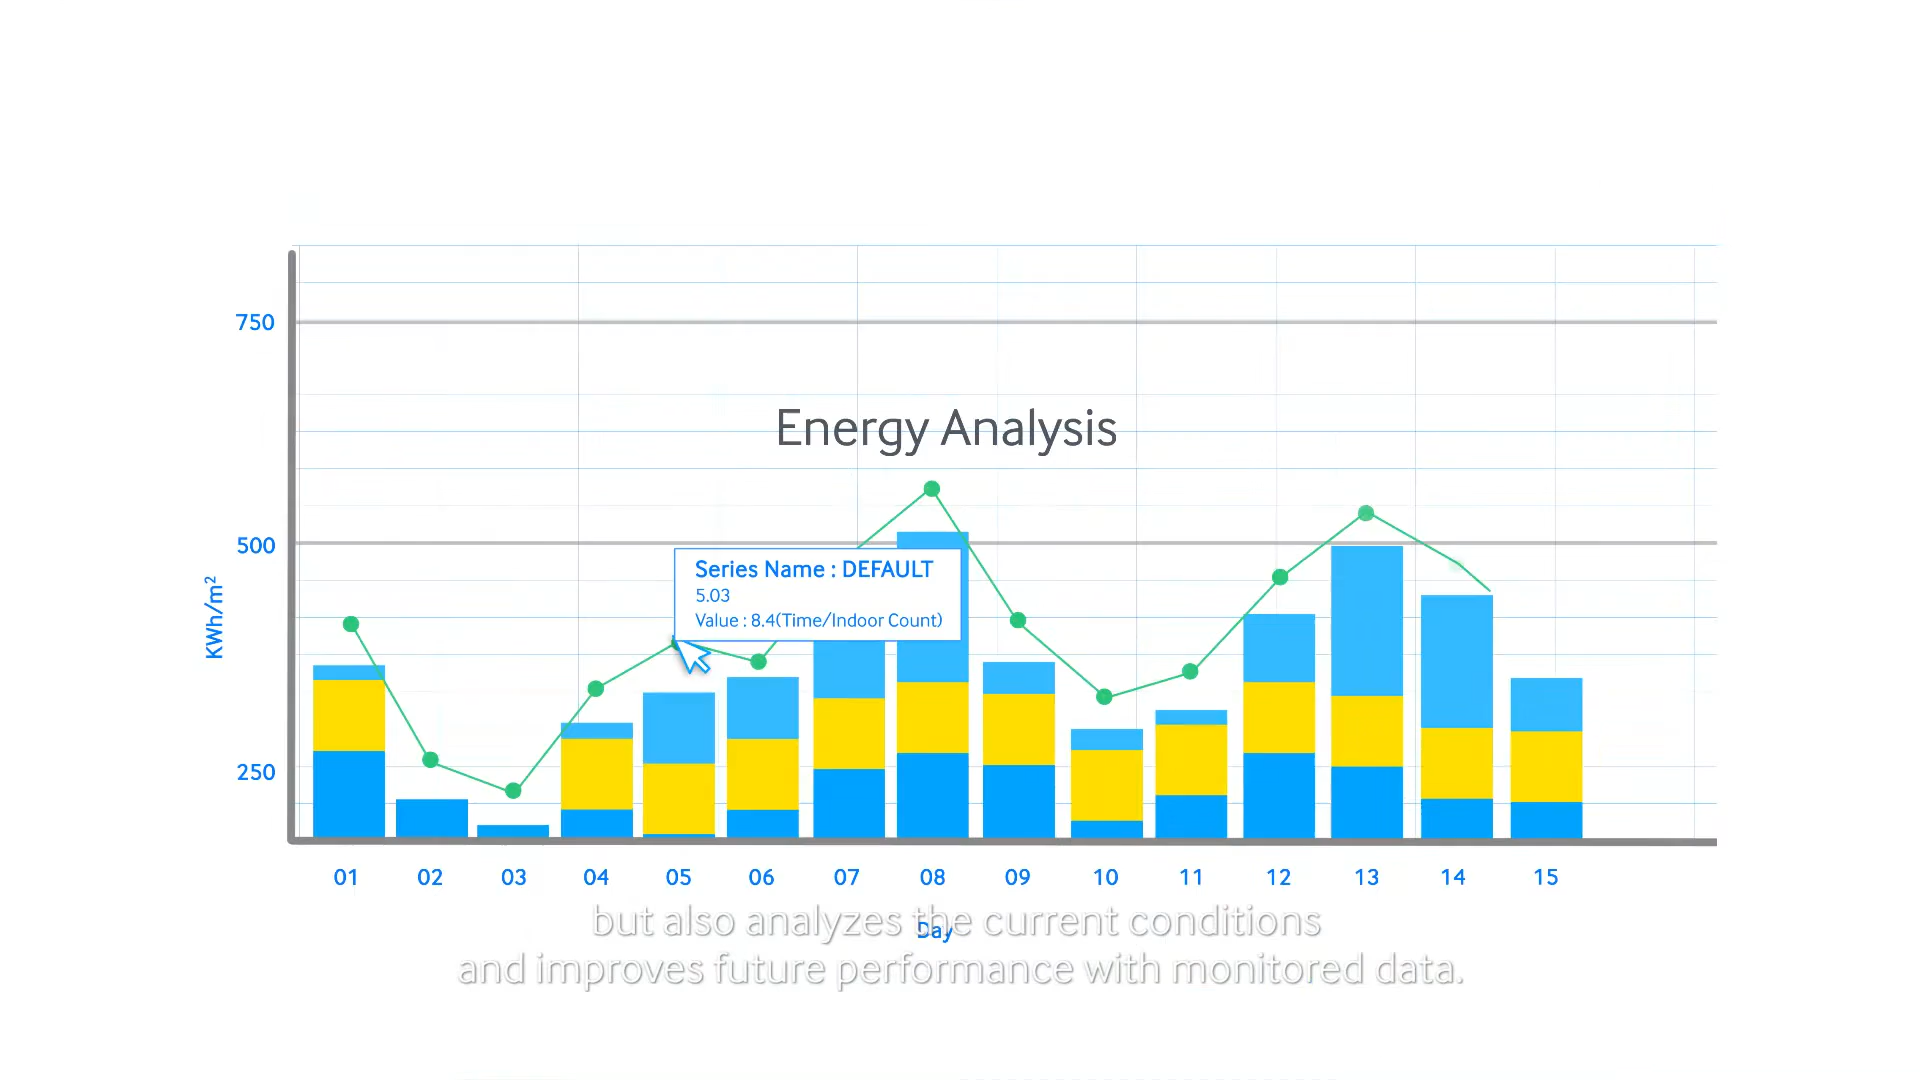 750
Energy Analysis
500
Series Name : DEFAULT
5.03
Value : 8.4(Time/Indoor Count)
KWh/m²
250
01 02 03 04 05 06 07 08 09 10 11 12 13 14 15
Day
but also analyzes the current conditions
and improves future performance with monitored data.